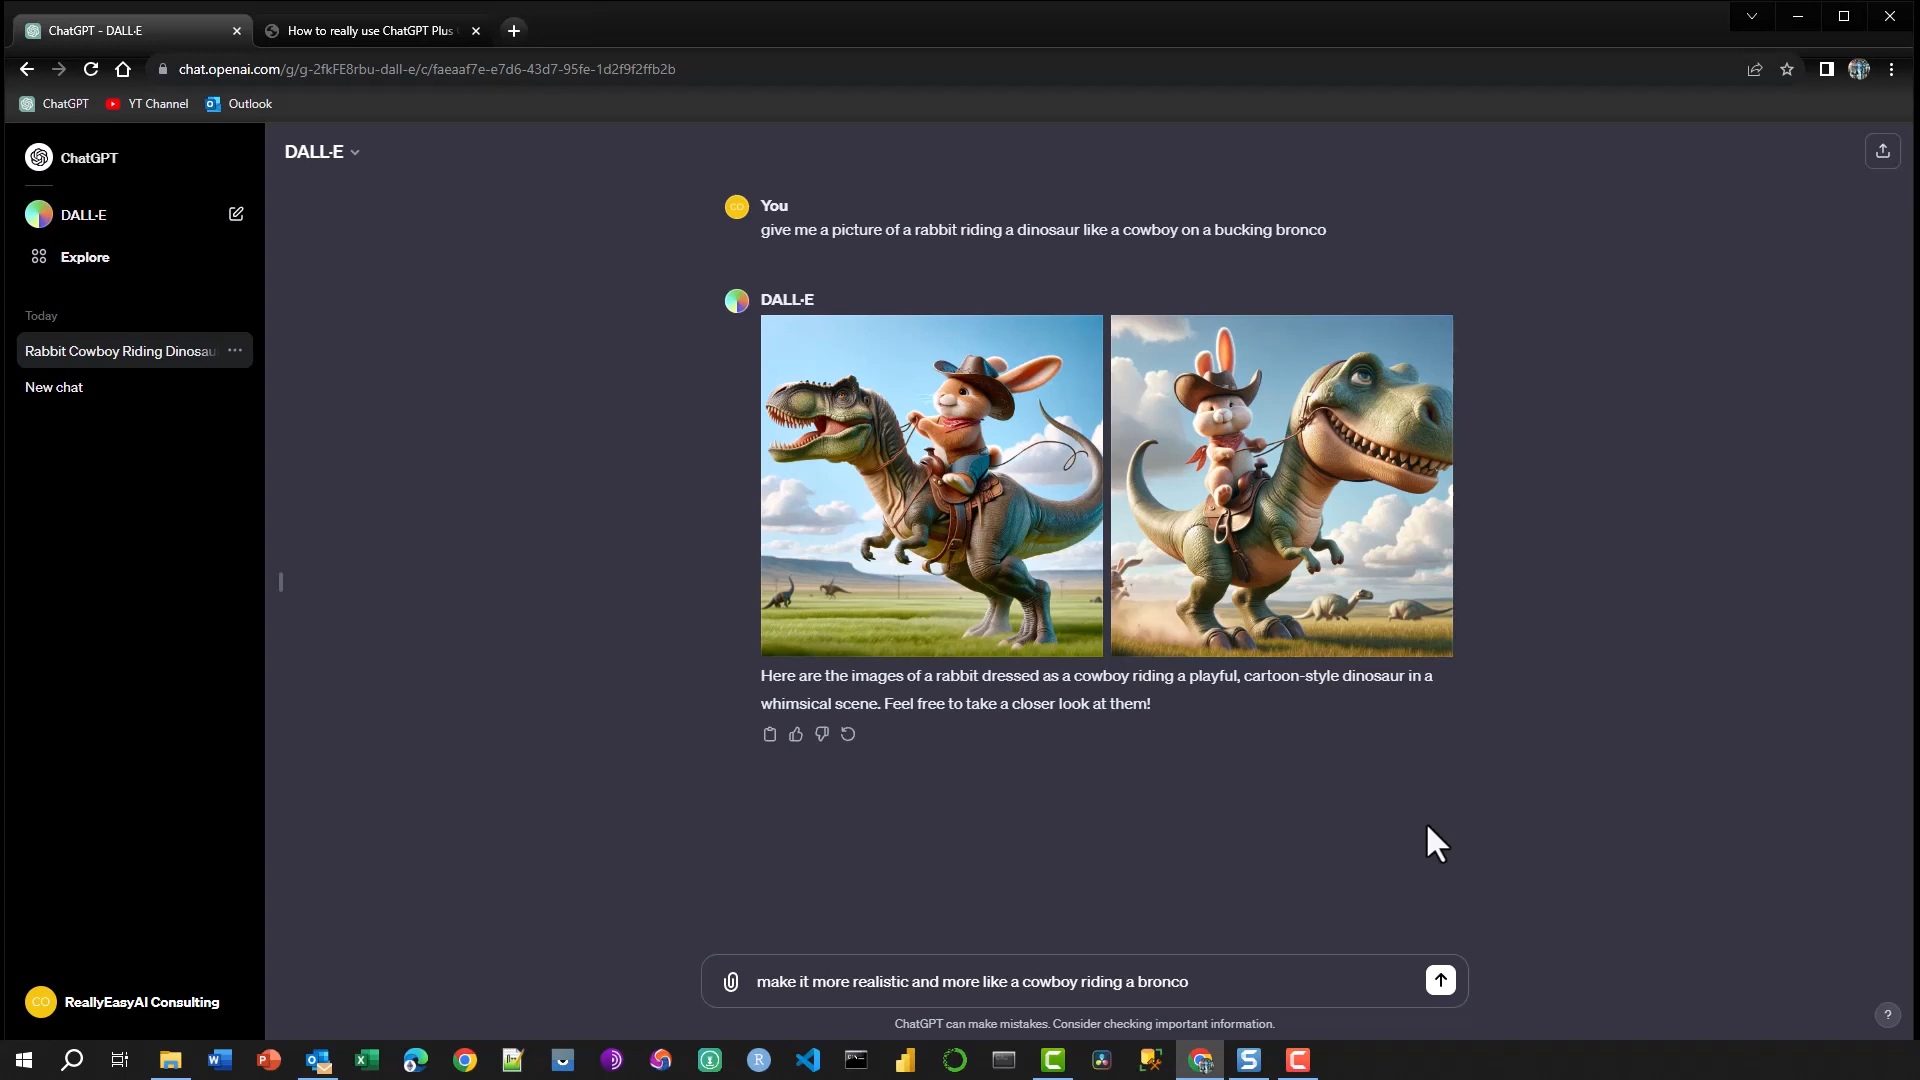 ChatGPT - DALL·E
How to really use ChatGPT Plus
chat.openai.com/g/g-2fkFE8rbu-dall-e/c/faeaaf7e-e7d6-43d7-95fe-1d2f9f2ffb2b
ChatGPT
YT Channel
Outlook
ChatGPT
DALL·E
DALL·E
Explore
Today
Rabbit Cowboy Riding Dinosau
New chat
CO
You
give me a picture of a rabbit riding a dinosaur like a cowboy on a bucking bronco
DALL·E
Here are the images of a rabbit dressed as a cowboy riding a playful, cartoon-style dinosaur in a
whimsical scene. Feel free to take a closer look at them!
make it more realistic and more like a cowboy riding a bronco
ChatGPT can make mistakes. Consider checking important information.
?
CO
ReallyEasyAI Consulting